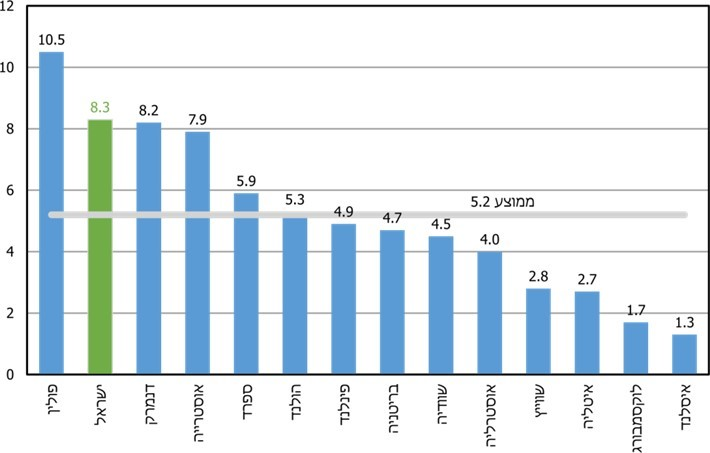 12
10
8
6
4
2
0
10.5
8.3
8.2
7.9
5.9
5.3
4.9
4.7
4.5
4.0
2.8
2.7
1.7
1.3
ממוצע 5.2
פולין
ישראל
דנמרק
אוסטרייה
ספרד
הולנד
פינלנד
בריטניה
שוודיה
אוסטרליה
שוויץ
איטליה
לוקסמבורג
איסלנד